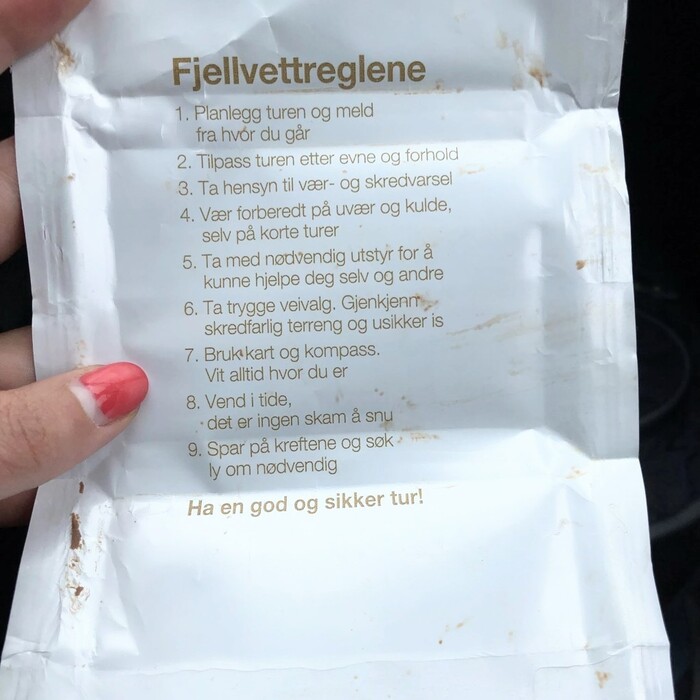 Fjellvettreglene
1. Planlegg turen og meld
fra hvor du går
2. Tilpass turen etter evne og forhold
3. Ta hensyn til vær- og skredvarsel
4. Vær forberedt på uvær og kulde,
selv på korte turer
5. Ta med nødvendig utstyr for å
kunne hjelpe deg selv og andre
6. Ta trygge veivalg. Gjenkjenn
skredfarlig terreng og usikker is
7. Bruk kart og kompass.
Vit alltid hvor du er
8. Vend i tide,
det er ingen skam å snu
9. Spar på kreftene og søk
ly om nødvendig
Ha en god og sikker tur!